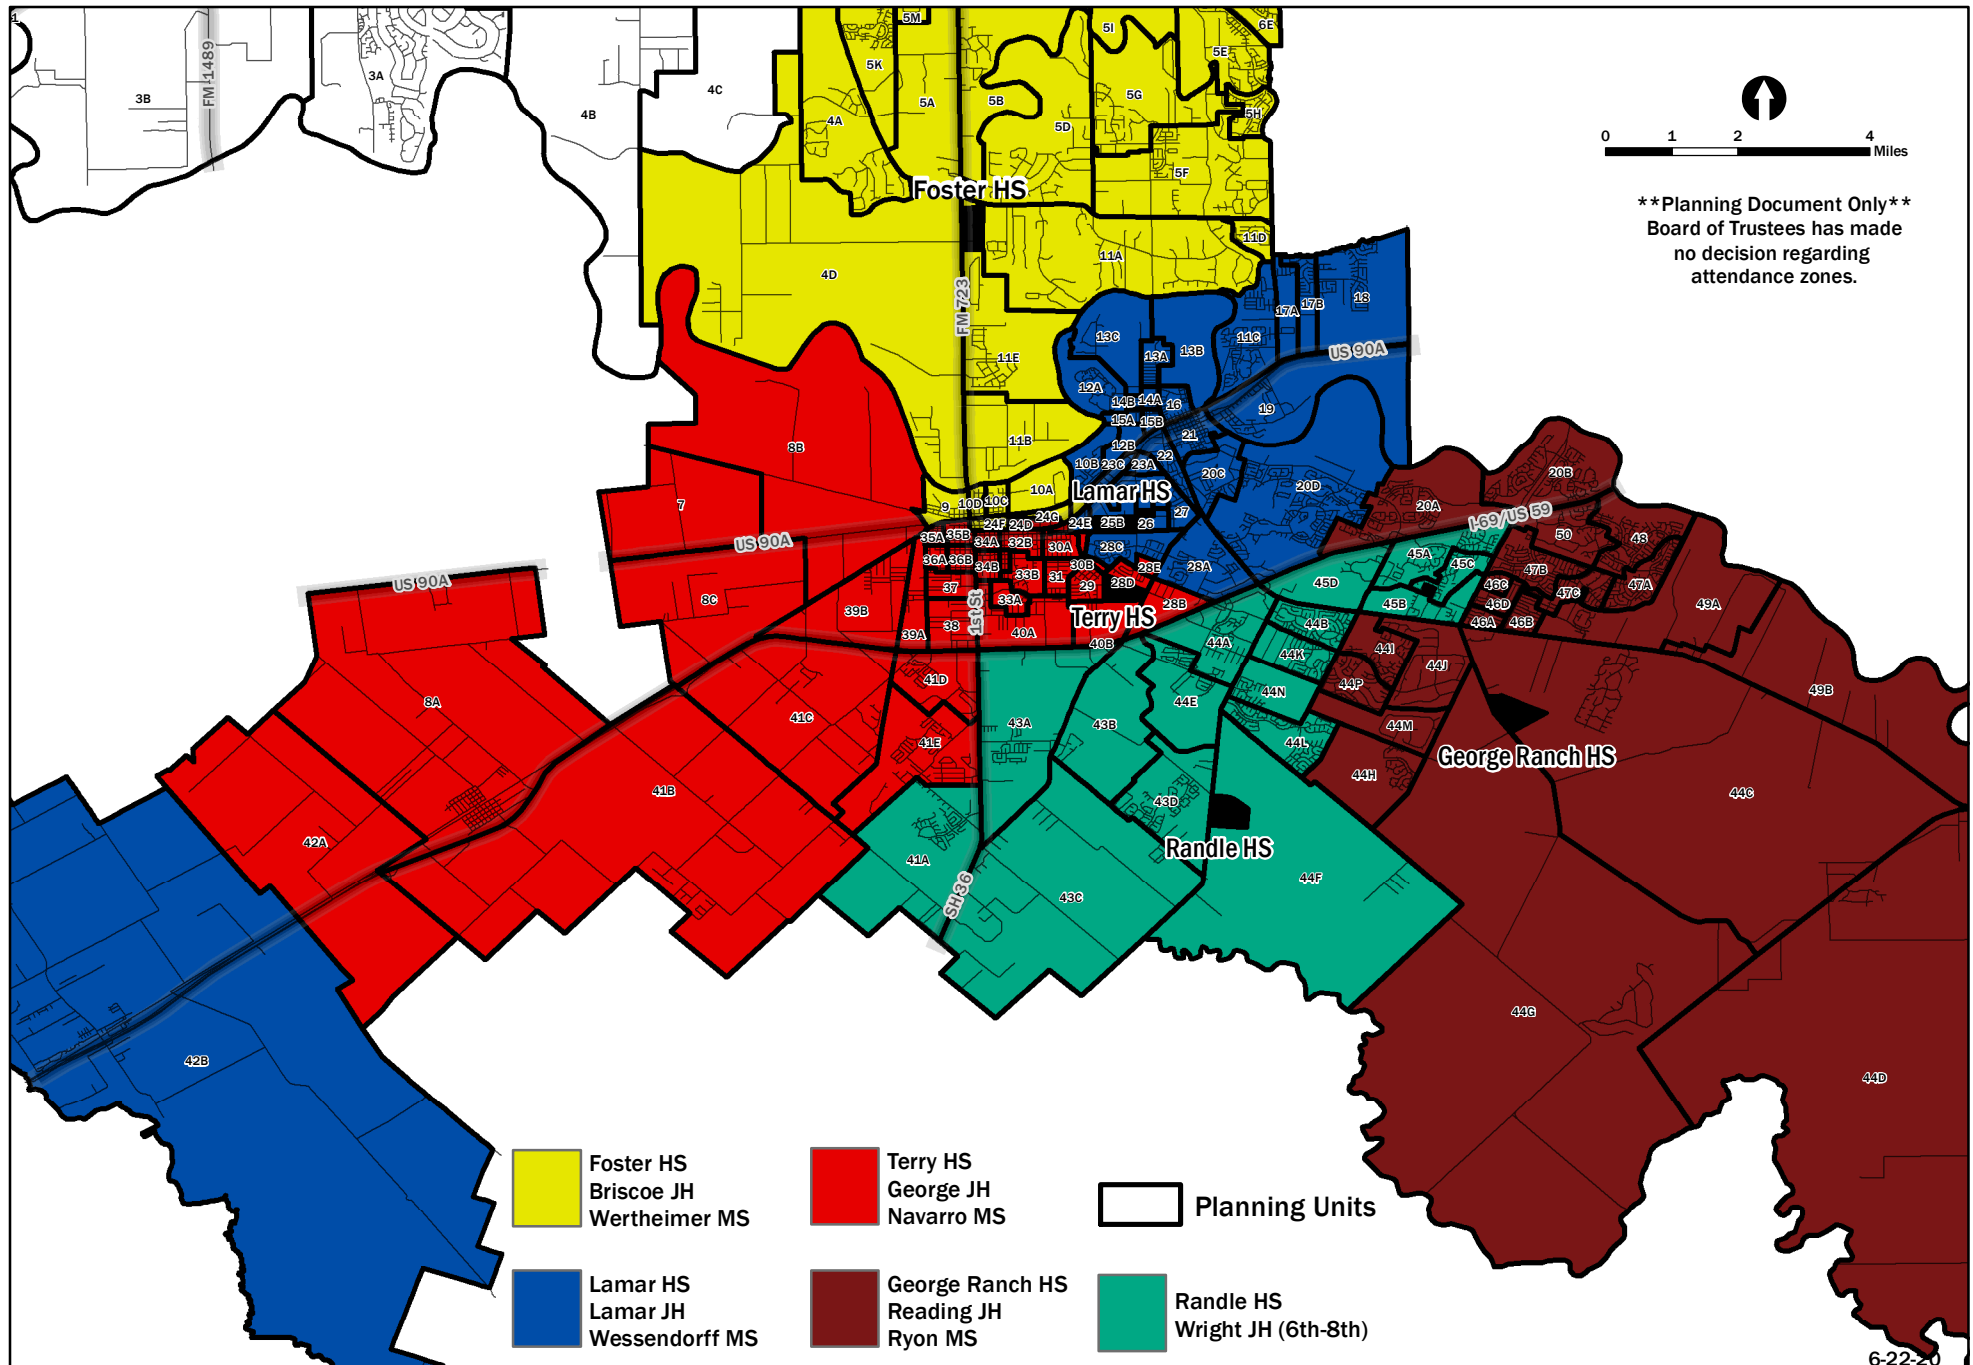 1
3B
FM 1489
3A
4B
4C
4A
5K
5M
5A
5B
5D
5I
5G
5E
6E
5H
5F
Foster HS
11D
11A
4D
FM 723
11E
11B
0 1 2 4
Miles
**Planning Document Only**
Board of Trustees has made
no decision regarding
attendance zones.
17A
17B
18
11C
13C
13A
13B
12A
14B
14A
16
US 90A
19
15A
15B
21
12B
22
10B
23C
23A
20C
20D
8B
7
9
10D
10C
10A
Lamar HS
27
20A
20B
I-69/US 59
24F
24D
24G
24E
25B
26
US 90A
35A
35B
34A
32B
30A
28C
36A
36B
34B
33B
31
30B
29
28D
28E
28A
37
33A
28B
8C
39B
39A
38
1st St
40A
Terry HS
40B
US 90A
45D
45A
45C
45B
50
48
47B
47A
47C
46C
46D
46A
46B
49A
49B
44A
44B
44K
44I
44J
44P
44N
44E
44M
44L
44H
George Ranch HS
44C
8A
41D
41C
41E
41B
43A
43B
43D
Randle HS
42A
41A
SH 36
43C
44F
44G
44D
42B
Foster HS
Briscoe JH
Wertheimer MS
Terry HS
George JH
Navarro MS
Planning Units
Lamar HS
Lamar JH
Wessendorff MS
George Ranch HS
Reading JH
Ryon MS
Randle HS
Wright JH (6th-8th)
6-22-20